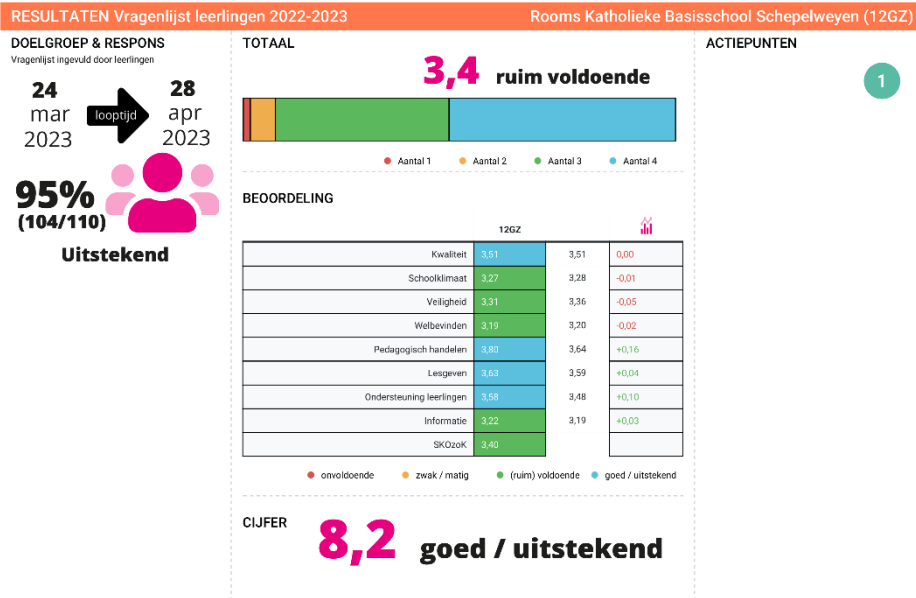 RESULTATEN Vragenlijst leerlingen 2022-2023
Rooms Katholieke Basisschool Schepelweyen (12GZ)
DOELGROEP & RESPONS
Vragenlijst ingevuld door leerlingen
24 mar 2023
looptijd
28 apr 2023
95%
(104/110)
Uitstekend
TOTAAL
3,4 ruim voldoende
Aantal 1 Aantal 2 Aantal 3 Aantal 4
BEOORDELING
12GZ
Kwaliteit 3,51 3,51 0,00
Schoolklimaat 3,27 3,28 -0,01
Veiligheid 3,31 3,36 -0,05
Welbevinden 3,19 3,20 -0,02
Pedagogisch handelen 3,80 3,64 +0,16
Lesgeven 3,63 3,59 +0,04
Ondersteuning leerlingen 3,58 3,48 +0,10
Informatie 3,22 3,19 +0,03
SKOzoK 3,40
onvoldoende zwak / matig (ruim) voldoende goed / uitstekend
CIJFER
8,2 goed / uitstekend
ACTIEPUNTEN
1